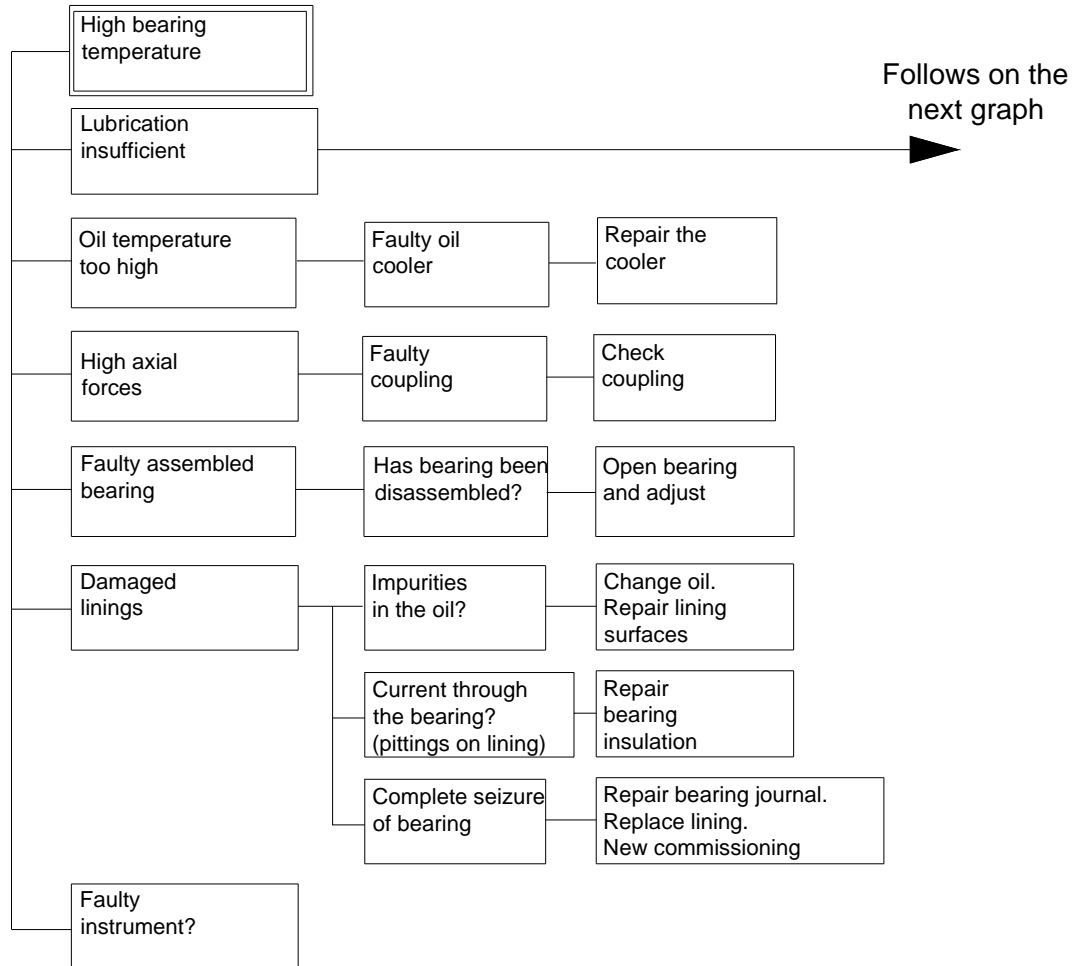 High bearing
temperature
Follows on the
next graph
Lubrication
insufficient
Oil temperature
too high
Faulty oil
cooler
Repair the
cooler
High axial
forces
Faulty
coupling
Check
coupling
Faulty assembled
bearing
Has bearing been
disassembled?
Open bearing
and adjust
Damaged
linings
Impurities
in the oil?
Change oil.
Repair lining
surfaces
Current through
the bearing?
(pittings on lining)
Repair
bearing
insulation
Complete seizure
of bearing
Repair bearing journal.
Replace lining.
New commissioning
Faulty
instrument?